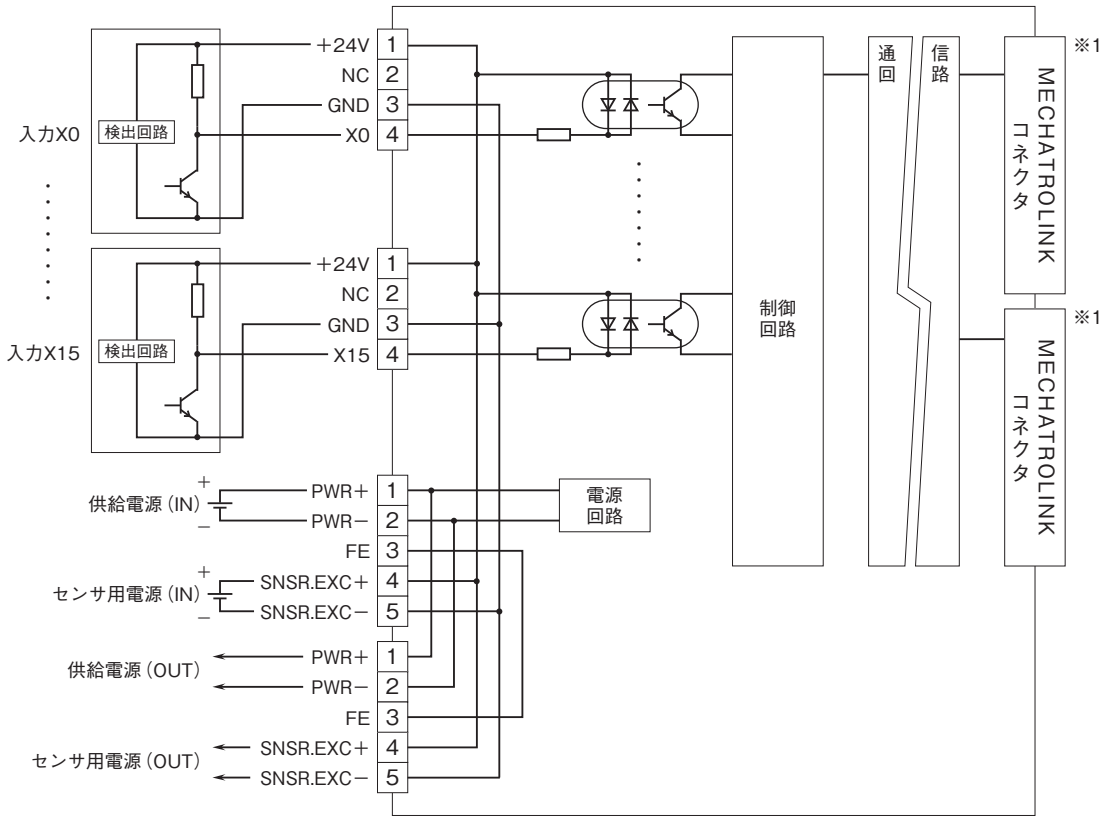 入力X0
検出回路
+24V 1
NC 2
GND 3
X0 4
入力X15
検出回路
+24V 1
NC 2
GND 3
X15 4
供給電源(IN)
+
−
PWR+ 1
PWR− 2
FE 3
センサ用電源(IN)
+
−
SNSR.EXC+ 4
SNSR.EXC− 5
供給電源(OUT)
PWR+ 1
PWR− 2
FE 3
センサ用電源(OUT)
SNSR.EXC+ 4
SNSR.EXC− 5
電源
回路
制御
回路
通信
回路
MECHATROLINK
コネクタ
※1
MECHATROLINK
コネクタ
※1